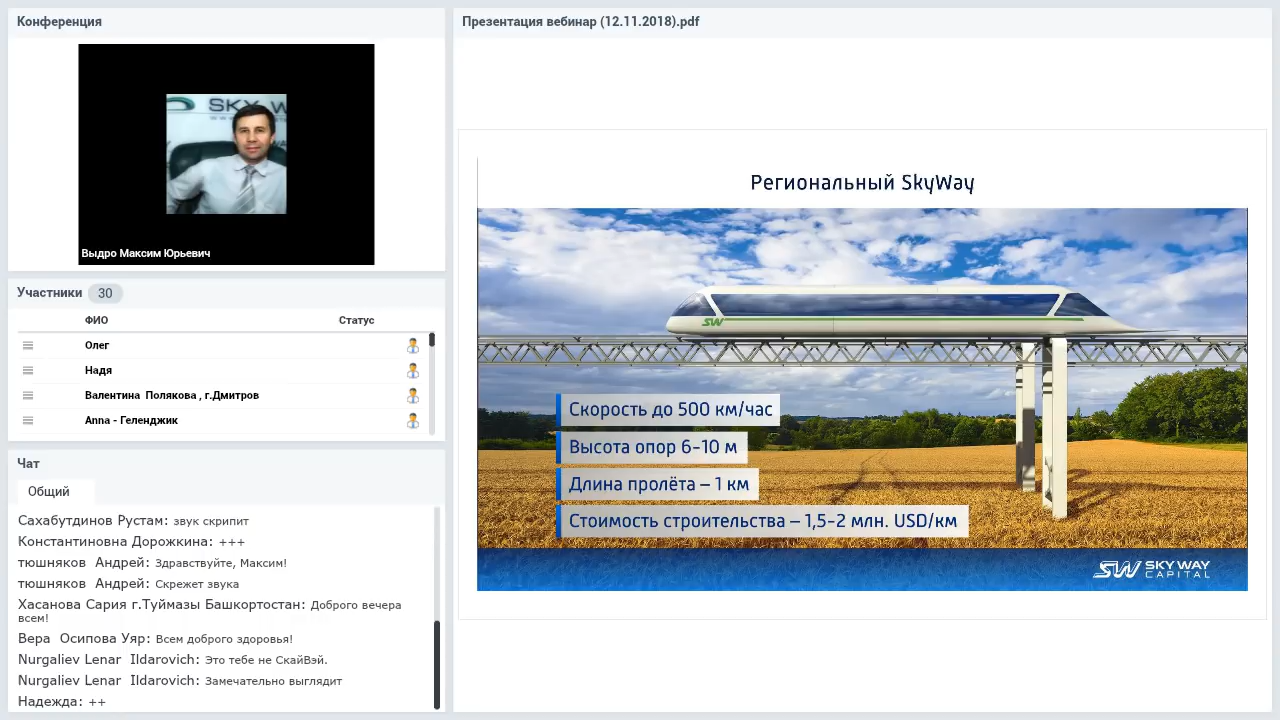 Конференция
SKY W
Выдро Максим Юрьевич
Участники 30
ФИО Статус
Олег
Надя
Валентина Полякова , г.Дмитров
Anna - Геленджик
Чат
Общий
Сахабутдинов Рустам: звук скрипит
Константиновна Дорожкина: +++
тюшняков Андрей: Здравствуйте, Максим!
тюшняков Андрей: Скрежет звука
Хасанова Сария г.Туймазы Башкортостан: Доброго вечера
всем!
Вера Осипова Уяр: Всем доброго здоровья!
Nurgaliev Lenar Ildarovich: Это тебе не СкайВэй.
Nurgaliev Lenar Ildarovich: Замечательно выглядит
Надежда: ++
Презентация вебинар (12.11.2018).pdf
Региональный SkyWay
SW
Скорость до 500 км/час
Высота опор 6-10 м
Длина пролёта – 1 км
Стоимость строительства – 1,5-2 млн. USD/км
SW SKY WAY
CAPITAL